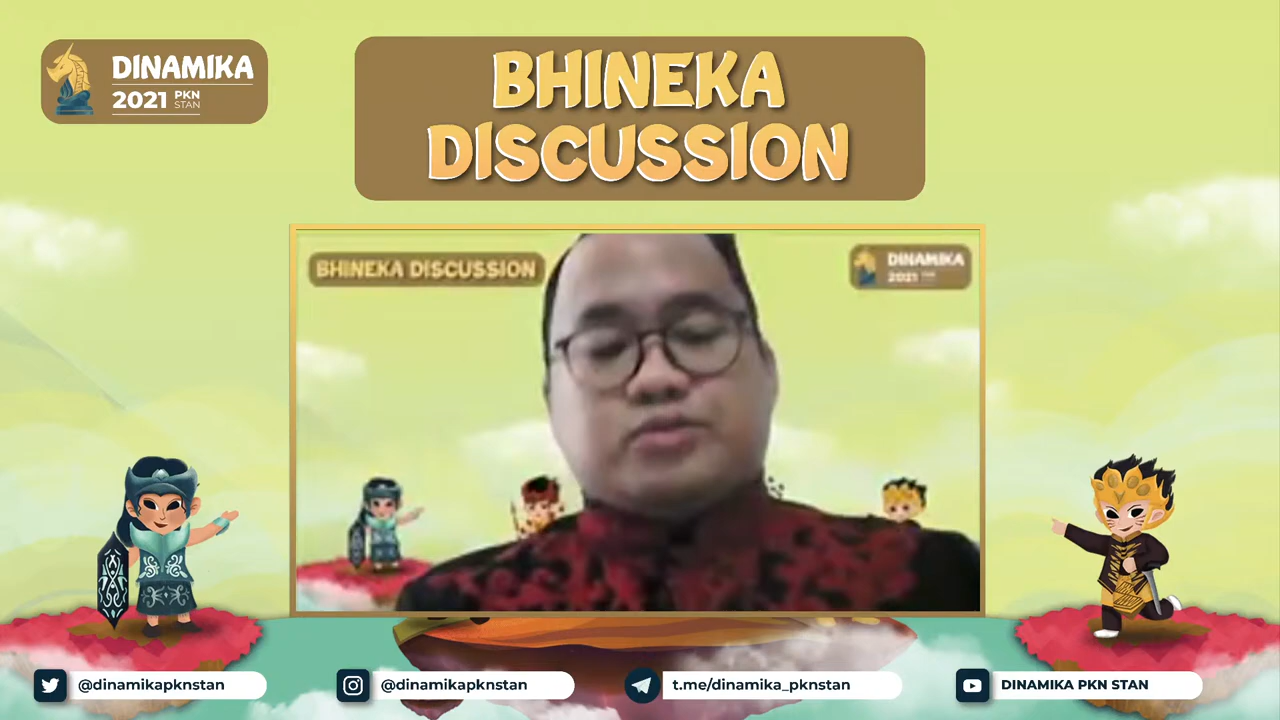 DINAMIKA
2021 PKN
STAN
BHINEKA
DISCUSSION
BHINEKA DISCUSSION
DINAMIKA
2021
@dinamikapknstan
@dinamikapknstan
t.me/dinamika_pknstan
DINAMIKA PKN STAN